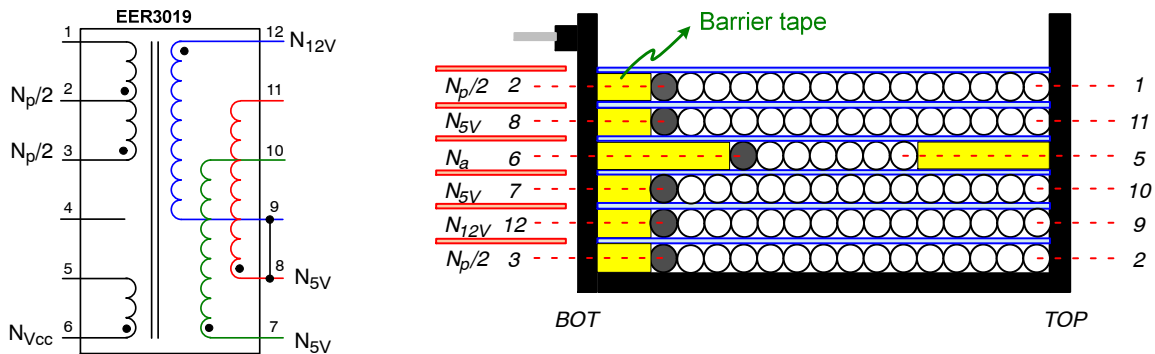 EER3019
1
12 N12V
11
2
Np/2
Np/2
3
10
4
9
5
8
N5V
6
NVcc
7
N5V
Barrier tape
Np/2 2 1
N5V 8 11
Na 6 5
N5V 7 10
N12V 12 9
Np/2 3 2
BOT TOP